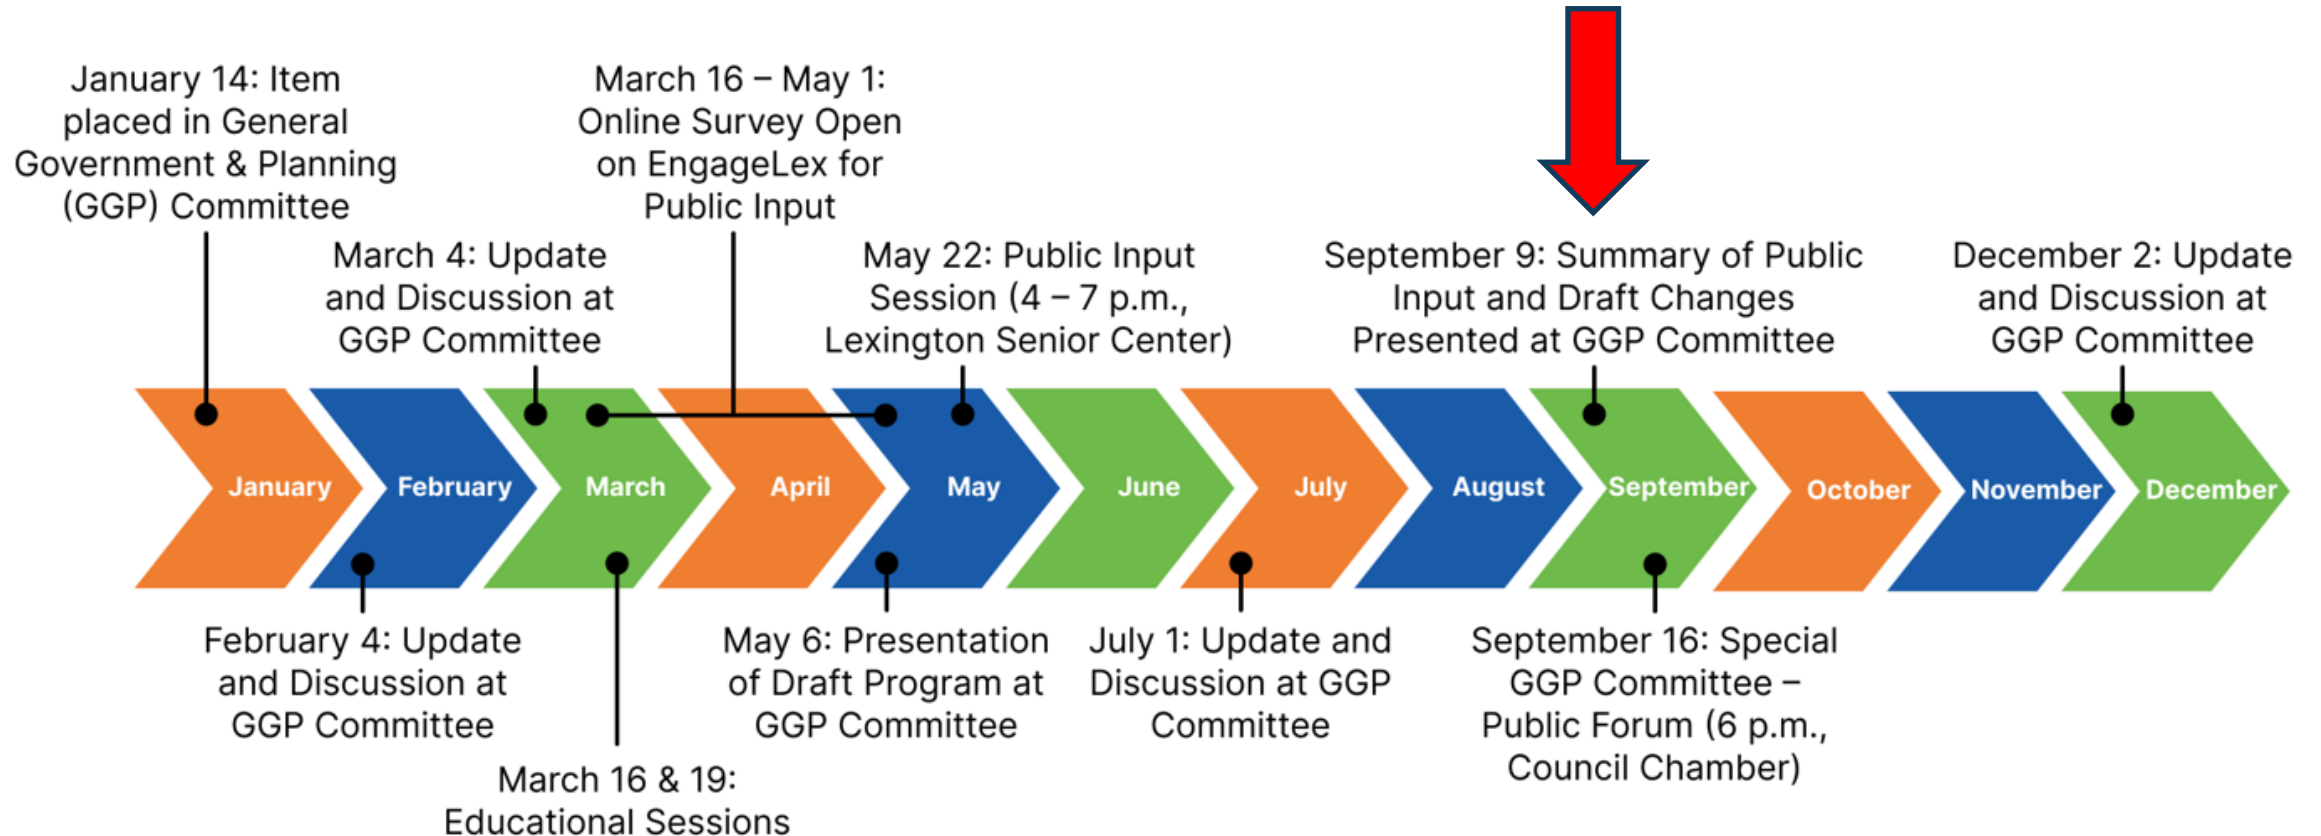 January 14: Item
placed in General
Government & Planning
(GGP) Committee
March 16 – May 1:
Online Survey Open
on EngageLex for
Public Input
March 4: Update
and Discussion at
GGP Committee
May 22: Public Input
Session (4 – 7 p.m.,
Lexington Senior Center)
September 9: Summary of Public
Input and Draft Changes
Presented at GGP Committee
December 2: Update
and Discussion at
GGP Committee
January
February
March
April
May
June
July
August
September
October
November
December
February 4: Update
and Discussion at
GGP Committee
March 16 & 19:
Educational Sessions
May 6: Presentation
of Draft Program at
GGP Committee
July 1: Update and
Discussion at GGP
Committee
September 16: Special
GGP Committee –
Public Forum (6 p.m.,
Council Chamber)